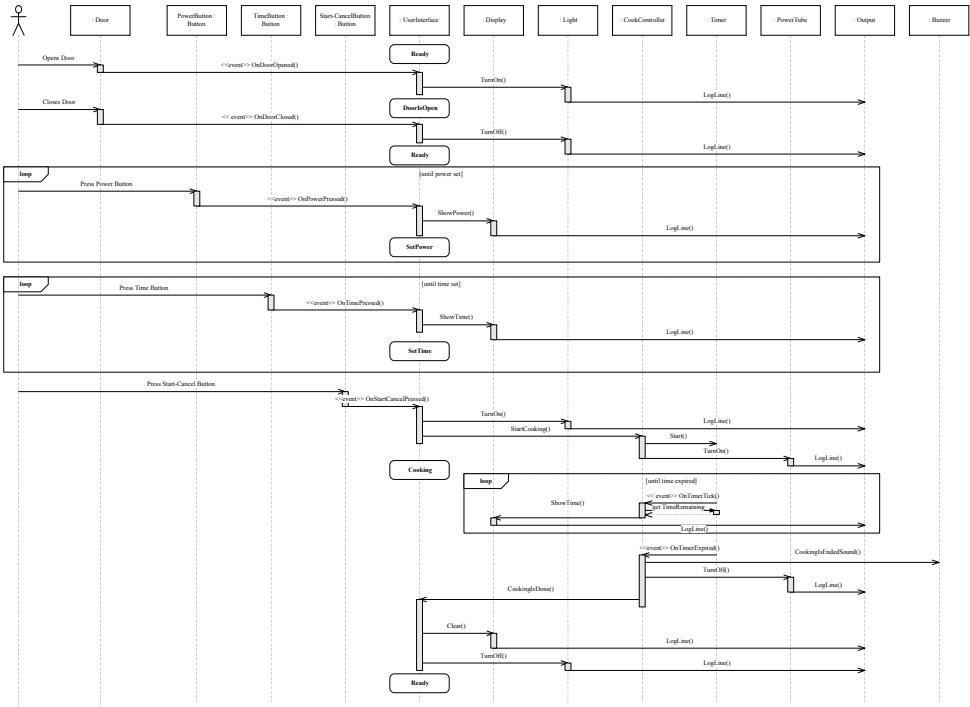 : Door
PowerButton :
Button
TimeButton :
Button
Start-CancelButton
: Button
: UserInterface
: Display
: Light
: CookController
: Timer
: PowerTube
: Output
: Buzzer
Ready
Opens Door
<<event>> OnDoorOpened()
TurnOn()
LogLine()
DoorIsOpen
Closes Door
<< event>> OnDoorClosed()
TurnOff()
LogLine()
Ready
loop
[until power set]
Press Power Button
<<event>> OnPowerPressed()
ShowPower()
LogLine()
SetPower
loop
[until time set]
Press Time Button
<<event>> OnTimePressed()
ShowTime()
LogLine()
SetTime
Press Start-Cancel Button
<<event>> OnStartCancelPressed()
TurnOn()
LogLine()
StartCooking()
Start()
TurnOn()
LogLine()
Cooking
loop
[until time expired]
<< event>> OnTimerTick()
get TimeRemaining
ShowTime()
LogLine()
<<event>> OnTimerExpired()
CookingIsEndedSound()
TurnOff()
LogLine()
CookingIsDone()
Clear()
LogLine()
TurnOff()
LogLine()
Ready